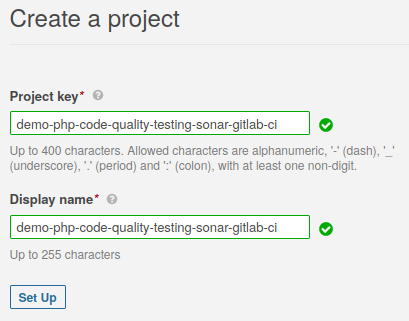 Create a project
Project key*
demo-php-code-quality-testing-sonar-gitlab-ci
Up to 400 characters. Allowed characters are alphanumeric, '-' (dash), '_'
(underscore), '.' (period) and ':' (colon), with at least one non-digit.
Display name*
demo-php-code-quality-testing-sonar-gitlab-ci
Up to 255 characters
Set Up